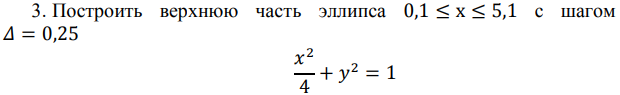 3. Построить верхнюю часть эллипса 0,1 ≤ x ≤ 5,1 с шагом
Δ = 0,25
x²/4 + y² = 1